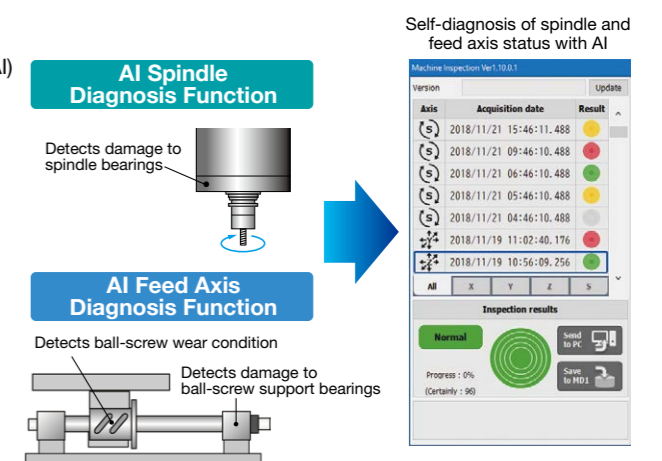 AI)
AI Spindle
Diagnosis Function
Detects damage to
spindle bearings
AI Feed Axis
Diagnosis Function
Detects ball-screw wear condition
Detects damage to
ball-screw support bearings
Self-diagnosis of spindle and
feed axis status with AI
Machine Inspection Ver1.10.0.1
Version Update
Axis Acquisition date Result
S 2018/11/21 15:46:11.488
S 2018/11/21 09:46:10.488
S 2018/11/21 06:46:10.488
S 2018/11/21 05:46:10.488
S 2018/11/21 04:46:10.488
Y 2018/11/19 11:02:40.176
Z 2018/11/19 10:56:09.256
All X Y Z S
Inspection results
Normal
Send
to PC
Progress : 0%
(Certainly : 96)
Save
to MD1